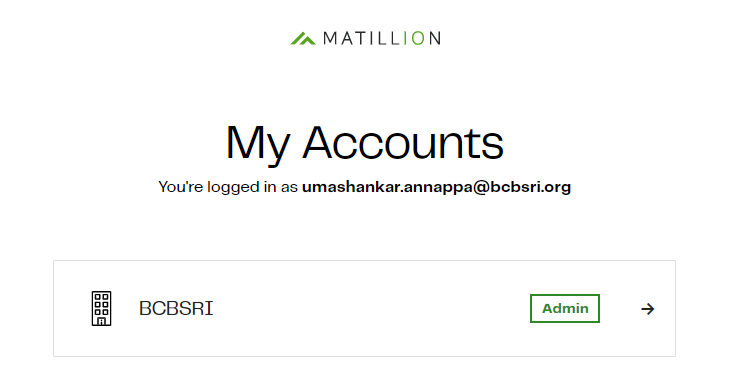 MATILLION
My Accounts
You're logged in as umashankar.annappa@bcbsri.org
BCBSRI
Admin